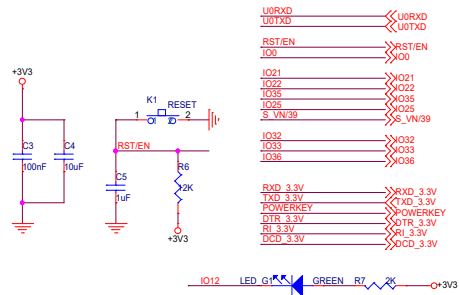 U0RXD U0RXD
U0TXD U0TXD
RST/EN RST/EN
IO0 IO0
IO21 IO21
IO22 IO22
IO35 IO35
IO25 IO25
S_VN/39 S_VN/39
IO32 IO32
IO33 IO33
IO36 IO36
RXD_3.3V RXD_3.3V
TXD_3.3V TXD_3.3V
POWERKEY POWERKEY
DTR_3.3V DTR_3.3V
RI_3.3V RI_3.3V
DCD_3.3V DCD_3.3V
+3V3
C3
100nF
C4
10uF
K1
RESET
1 2
RST/EN
C5
1uF
R6
12K
+3V3
IO12 LED G1 GREEN R7 2K +3V3